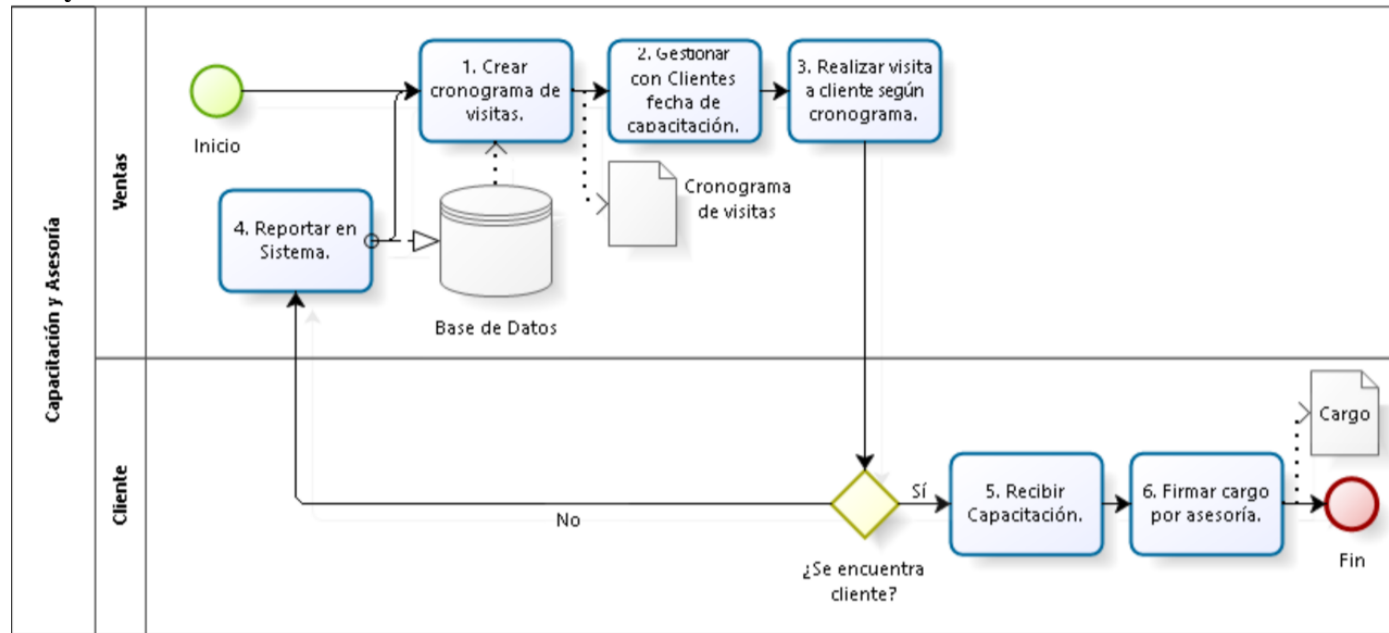 Capacitación y Asesoría
Ventas
Inicio
1. Crear
cronograma de
visitas.
2. Gestionar
con Clientes
fecha de
capacitación.
3. Realizar visita
a cliente según
cronograma.
Cronograma
de visitas
4. Reportar en
Sistema.
Base de Datos
Cliente
No
¿Se encuentra
cliente?
Sí
5. Recibir
Capacitación.
6. Firmar cargo
por asesoría.
Cargo
Fin